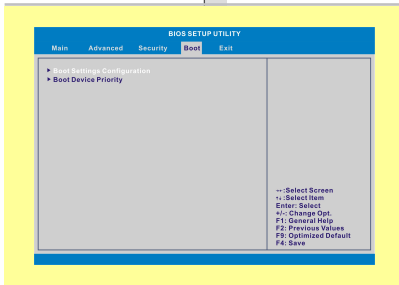 BIOS SETUP UTILITY
Main Advanced Security Boot Exit
Boot Settings Configuration
Boot Device Priority
↔ :Select Screen
↑↓ :Select Item
Enter: Select
+/-: Change Opt.
F1: General Help
F2: Previous Values
F9: Optimized Default
F4: Save